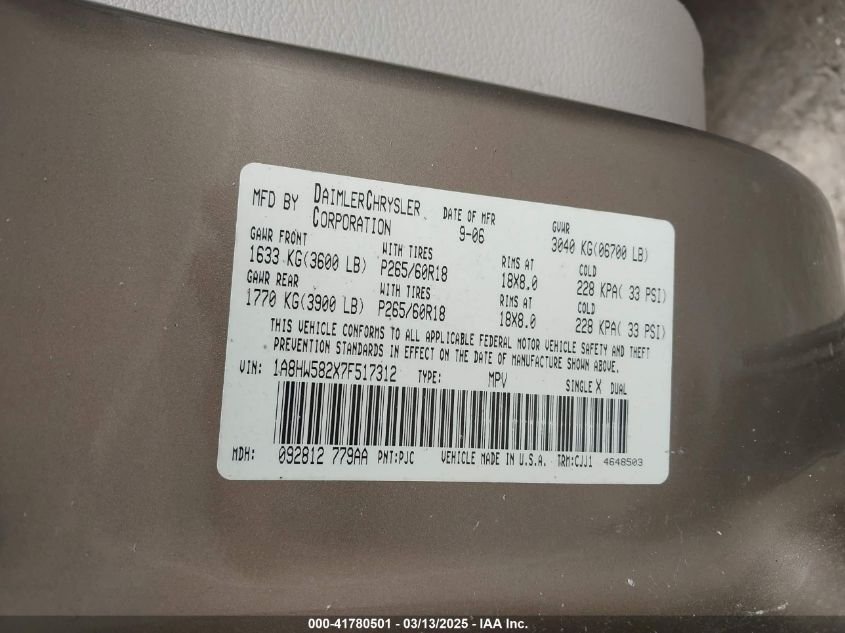 MFD BY DAIMLERCHRYSLER CORPORATION DATE OF MFR 9-06 GVWR 3040 KG(06700 LB)
GAWR FRONT WITH TIRES RIMS AT COLD
1633 KG(3600 LB) P265/60R18 18X8.0 228 KPA( 33 PSI)
GAWR REAR WITH TIRES RIMS AT COLD
1770 KG(3900 LB) P265/60R18 18X8.0 228 KPA( 33 PSI)
THIS VEHICLE CONFORMS TO ALL APPLICABLE FEDERAL MOTOR VEHICLE SAFETY AND THEFT
PREVENTION STANDARDS IN EFFECT ON THE DATE OF MANUFACTURE SHOWN ABOVE.
VIN: 1A8HW582X7F517312 TYPE: MPV SINGLE X DUAL
MDH: 092812 779AA PNT:PJC VEHICLE MADE IN U.S.A. TRM:CJJ1 4648503
000-41780501 - 03/13/2025 - IAA Inc.